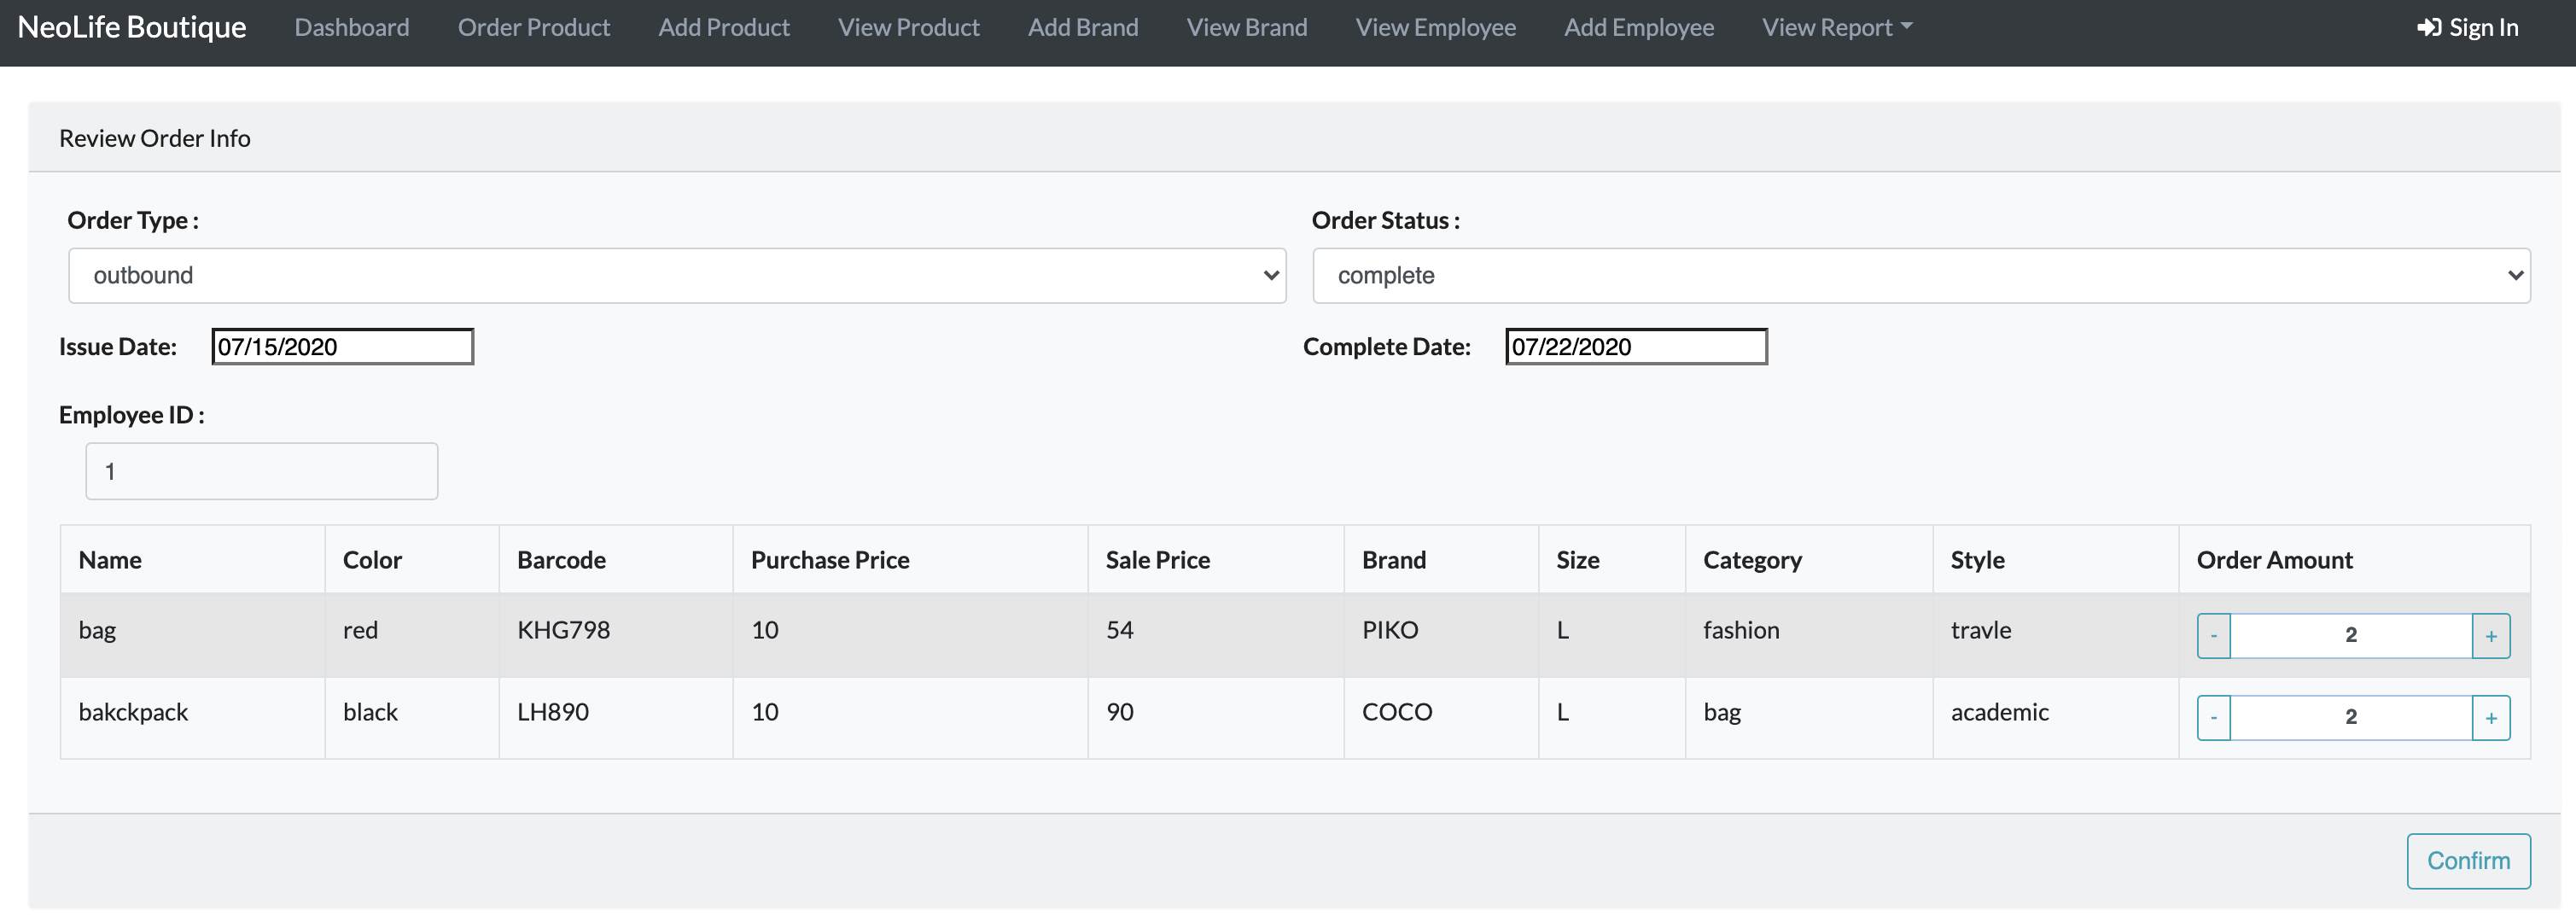 NeoLife Boutique Dashboard Order Product Add Product View Product Add Brand View Brand View Employee Add Employee View Report Sign In
Review Order Info
Order Type : Order Status :
outbound complete
Issue Date: 07/15/2020 Complete Date: 07/22/2020
Employee ID :
1
Name Color Barcode Purchase Price Sale Price Brand Size Category Style Order Amount
bag red KHG798 10 54 PIKO L fashion travle - 2 +
bakckpack black LH890 10 90 COCO L bag academic - 2 +
Confirm